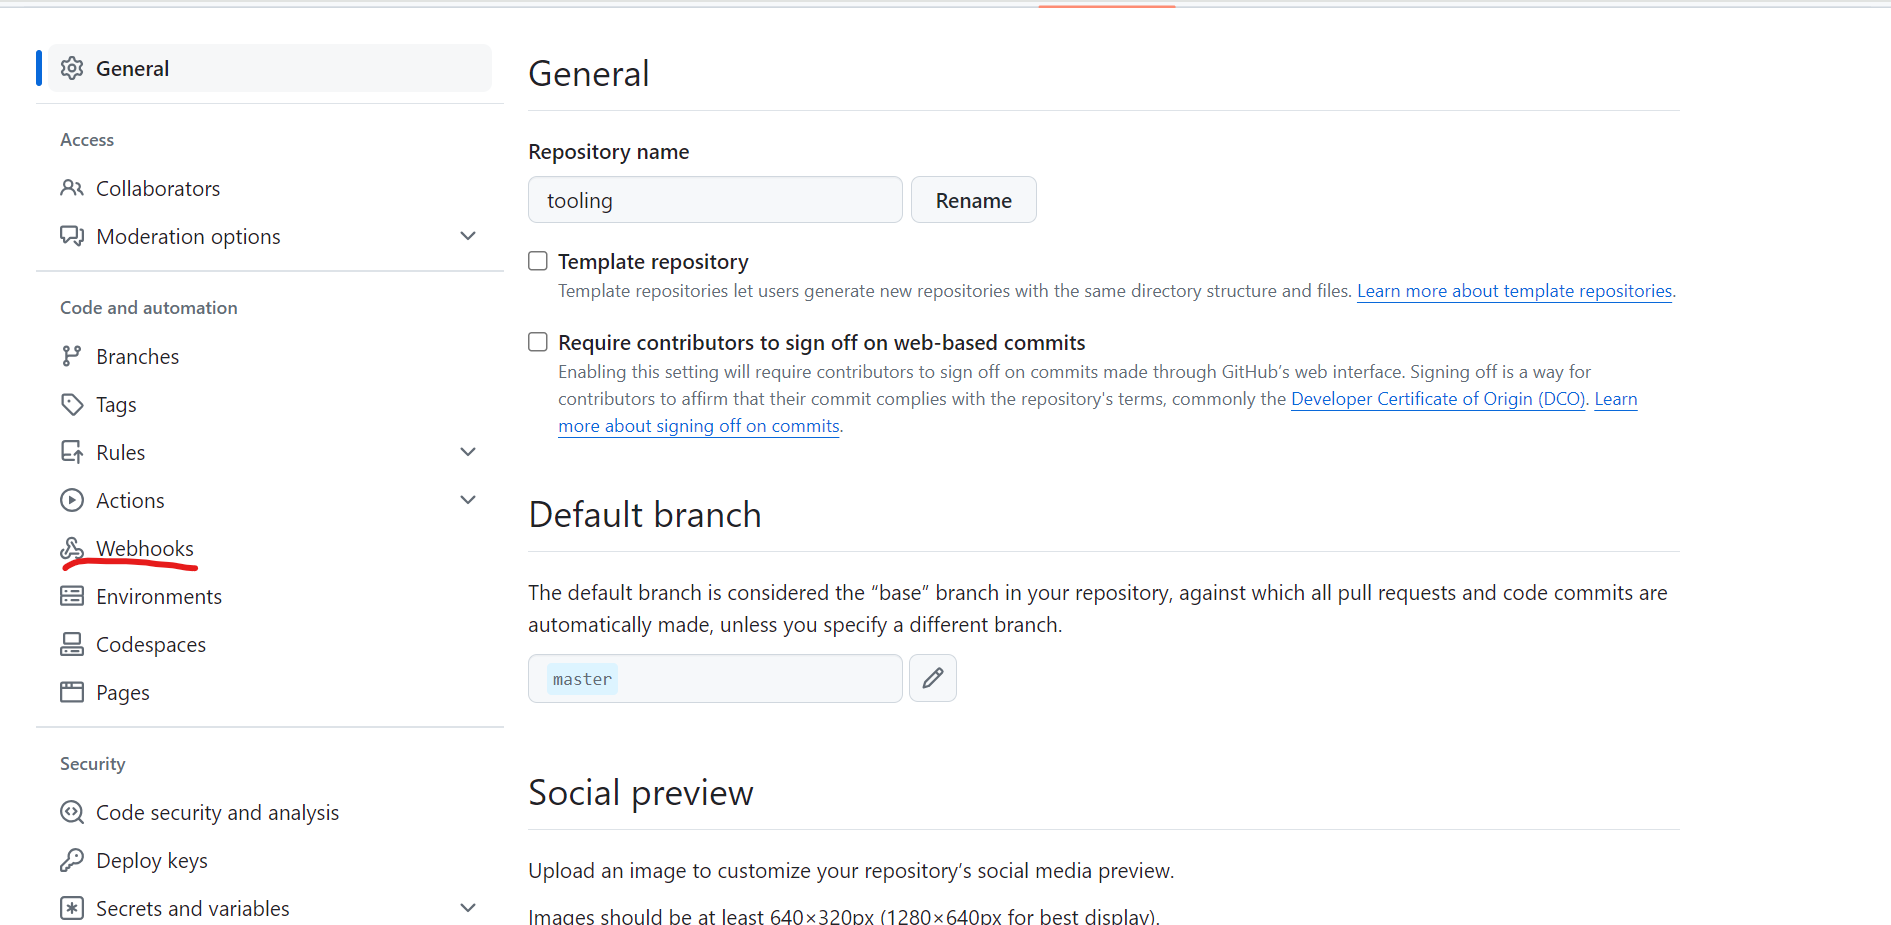 General
Access
Collaborators
Moderation options
Code and automation
Branches
Tags
Rules
Actions
Webhooks
Environments
Codespaces
Pages
Security
Code security and analysis
Deploy keys
Secrets and variables
General
Repository name
tooling
Rename
Template repository
Template repositories let users generate new repositories with the same directory structure and files. Learn more about template repositories.
Require contributors to sign off on web-based commits
Enabling this setting will require contributors to sign off on commits made through GitHub’s web interface. Signing off is a way for
contributors to affirm that their commit complies with the repository's terms, commonly the Developer Certificate of Origin (DCO). Learn
more about signing off on commits.
Default branch
The default branch is considered the “base” branch in your repository, against which all pull requests and code commits are
automatically made, unless you specify a different branch.
master
Social preview
Upload an image to customize your repository’s social media preview.
Images should be at least 640×320px (1280×640px for best display).